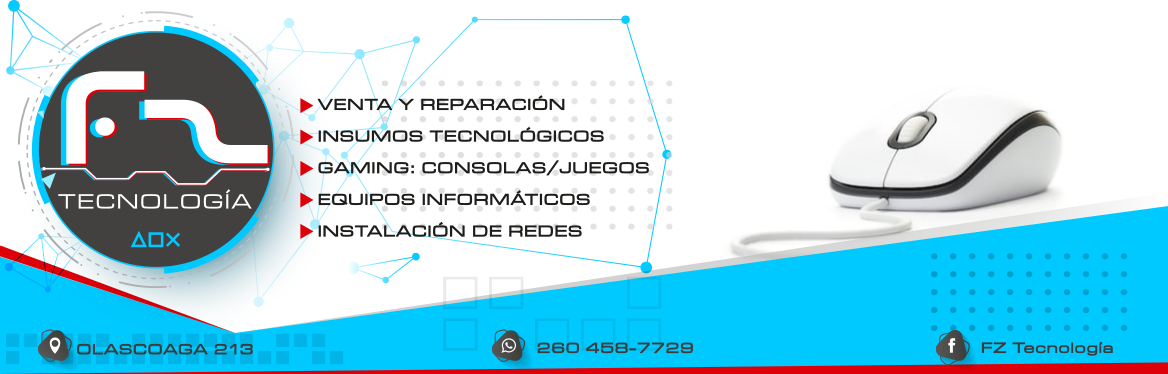 FZ
TECNOLOGÍA
VENTA Y REPARACIÓN
INSUMOS TECNOLÓGICOS
GAMING: CONSOLAS/JUEGOS
EQUIPOS INFORMÁTICOS
INSTALACIÓN DE REDES
OLASCOAGA 213
260 458-7729
FZ Tecnología